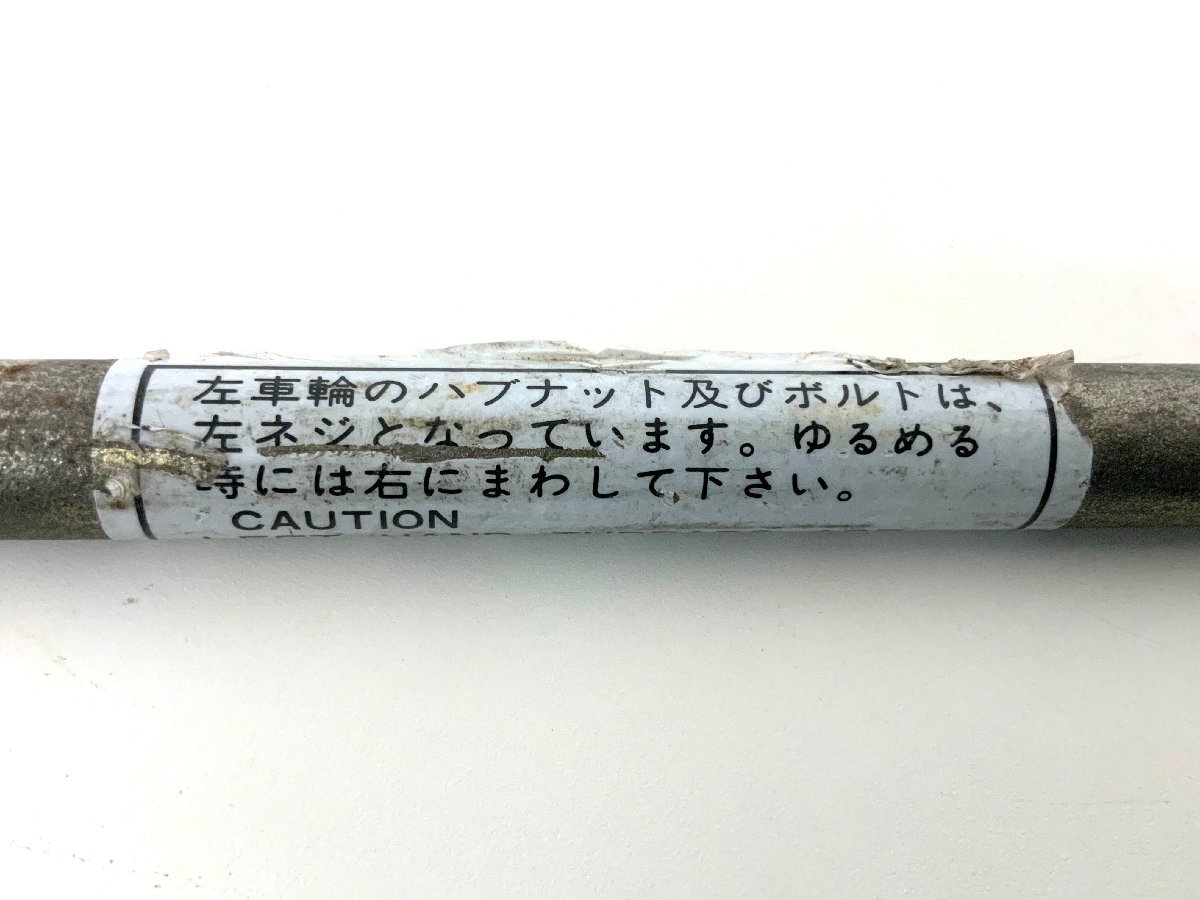 左車輪のハブナット及びボルトは、
左ネジとなっています。ゆるめる
時には右にまわして下さい。
CAUTION